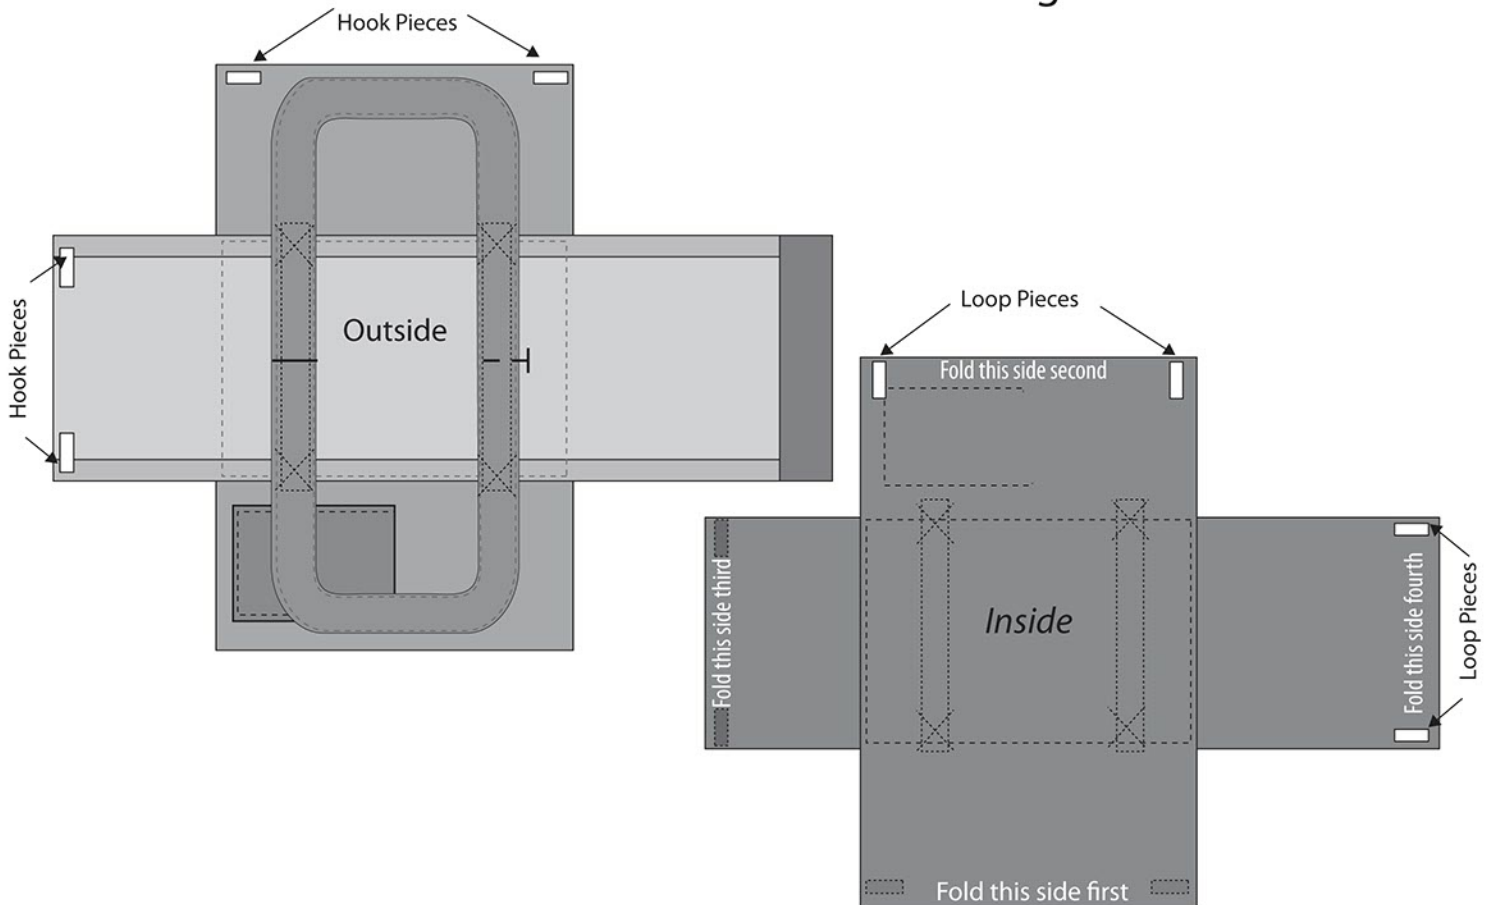 Hook Pieces
Hook Pieces
Outside
Loop Pieces
Fold this side second
Fold this side third
Inside
Fold this side fourth
Loop Pieces
Fold this side first